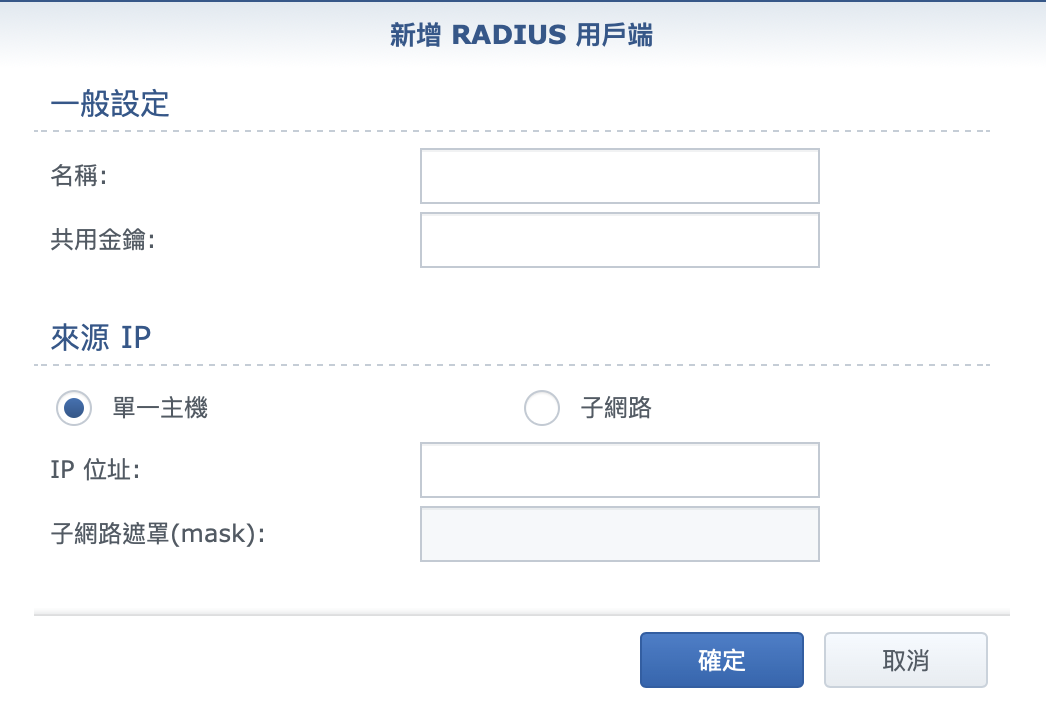 新增 RADIUS 用戶端
一般設定
名稱:
共用金鑰:
來源 IP
單一主機 子網路
IP 位址:
子網路遮罩(mask):
確定 取消